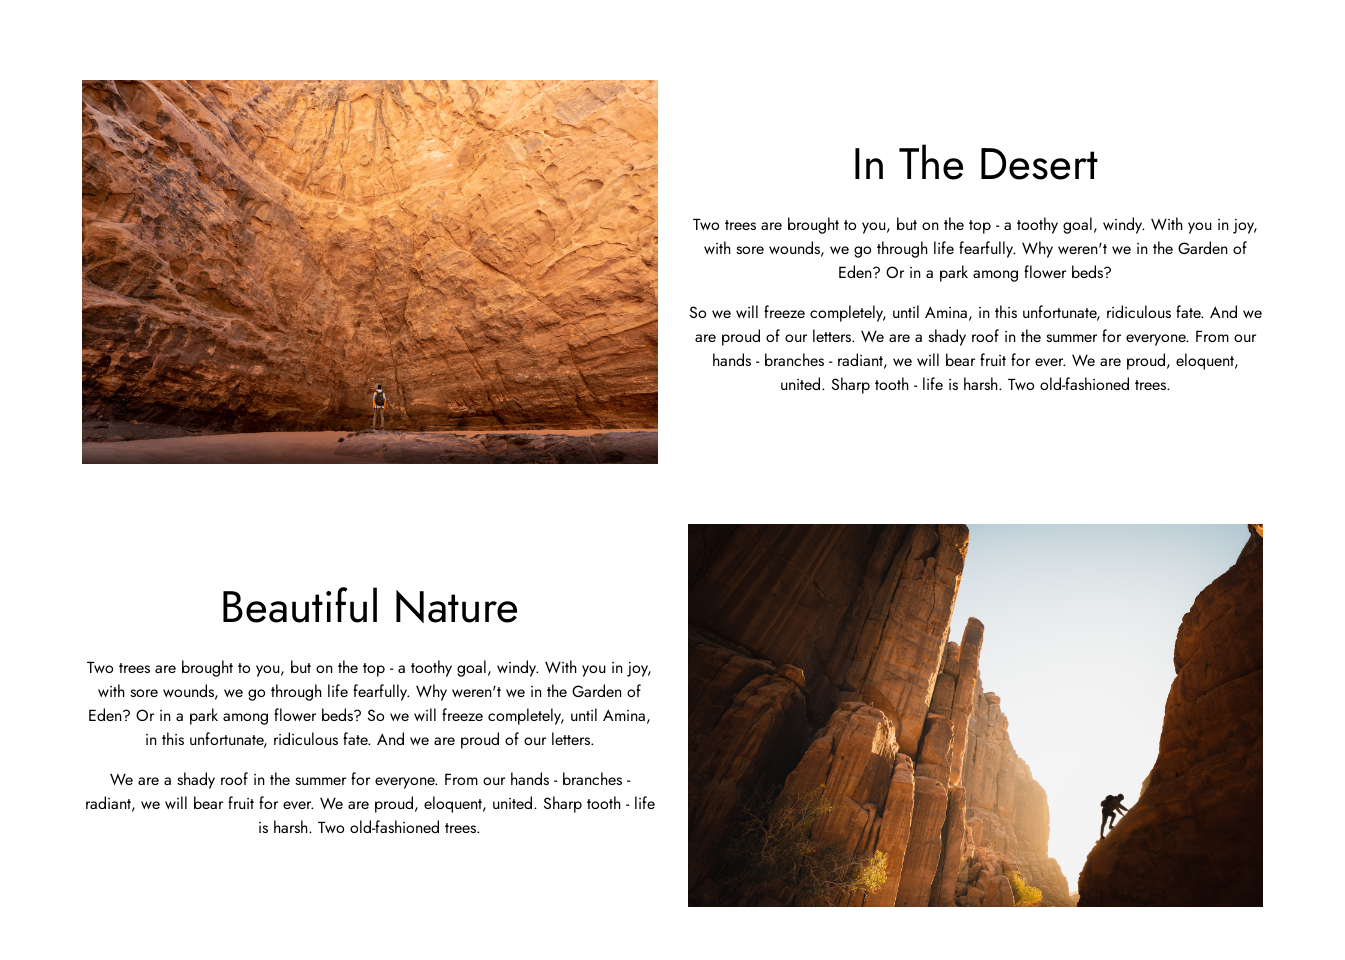 In The Desert
Two trees are brought to you, but on the top - a toothy goal, windy. With you in joy,
with sore wounds, we go through life fearfully. Why weren't we in the Garden of
Eden? Or in a park among flower beds?
So we will freeze completely, until Amina, in this unfortunate, ridiculous fate. And we
are proud of our letters. We are a shady roof in the summer for everyone. From our
hands - branches - radiant, we will bear fruit for ever. We are proud, eloquent,
united. Sharp tooth - life is harsh. Two old-fashioned trees.
Beautiful Nature
Two trees are brought to you, but on the top - a toothy goal, windy. With you in joy,
with sore wounds, we go through life fearfully. Why weren't we in the Garden of
Eden? Or in a park among flower beds? So we will freeze completely, until Amina,
in this unfortunate, ridiculous fate. And we are proud of our letters.
We are a shady roof in the summer for everyone. From our hands - branches -
radiant, we will bear fruit for ever. We are proud, eloquent, united. Sharp tooth - life
is harsh. Two old-fashioned trees.